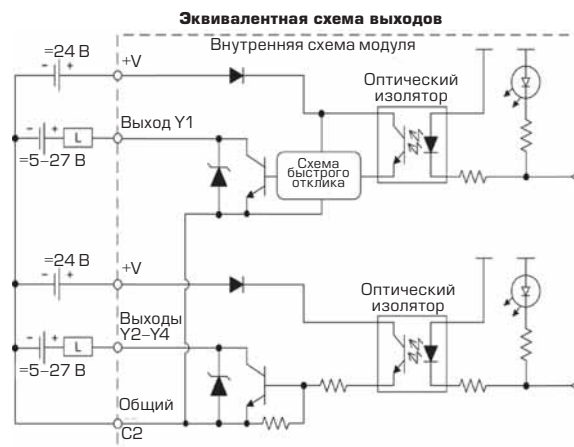 Эквивалентная схема выходов
Внутренняя схема модуля
=24 В
- +
+V
Оптический
изолятор
Выход Y1
- +
L
=5–27 В
Схема
быстрого
отклика
=24 В
- +
+V
Оптический
изолятор
Выходы
Y2–Y4
- +
L
=5–27 В
Общий
C2